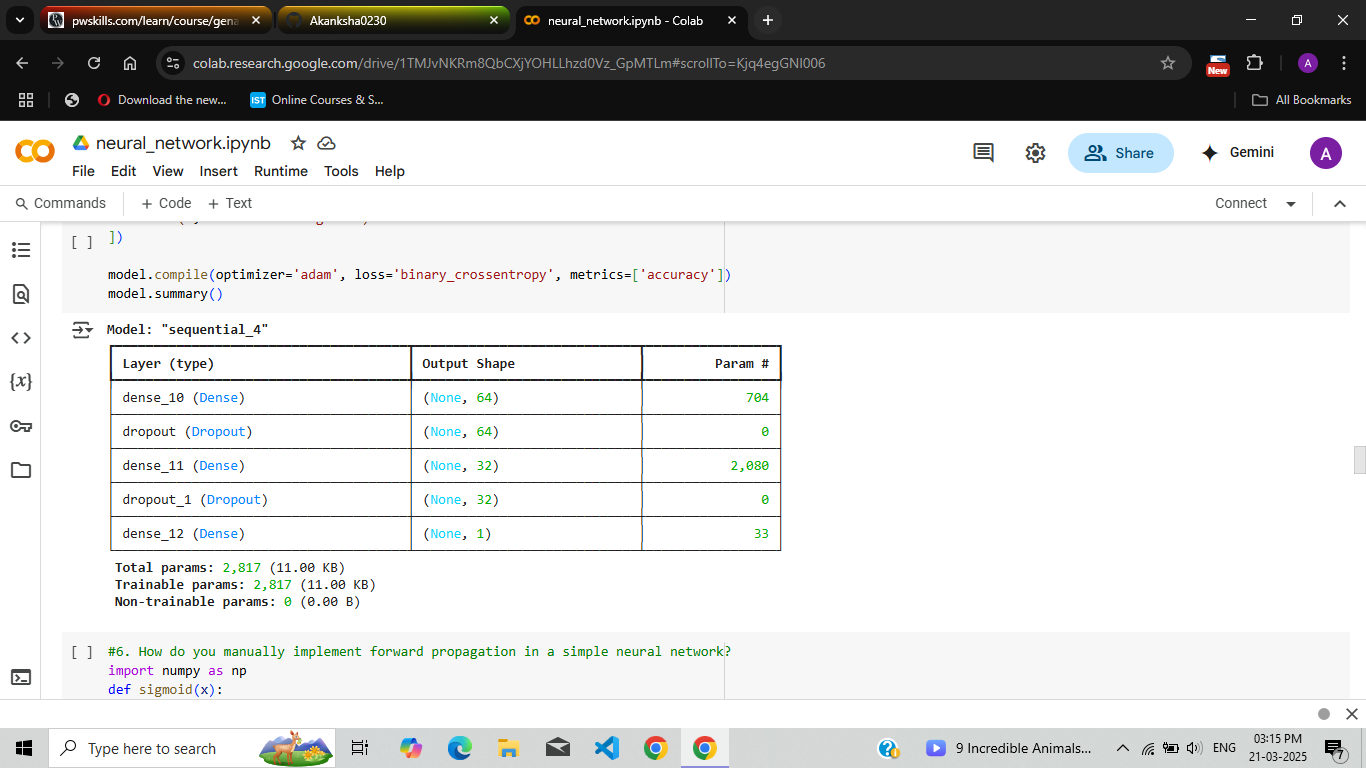 pwskills.com/learn/course/gena
Akanksha0230
neural_network.ipynb - Colab
colab.research.google.com/drive/1TMJvNKRm8QbCXjYOHLLhzd0Vz_GpMTLm#scrollTo=Kjq4egGNI006
New
A
Download the new...
IST
Online Courses & S...
All Bookmarks
neural_network.ipynb
File Edit View Insert Runtime Tools Help
Share
Gemini
A
Commands + Code + Text
Connect
[ ] ])
model.compile(optimizer='adam', loss='binary_crossentropy', metrics=['accuracy'])
model.summary()
Model: "sequential_4"
Layer (type) Output Shape Param #
dense_10 (Dense) (None, 64) 704
dropout (Dropout) (None, 64) 0
dense_11 (Dense) (None, 32) 2,080
dropout_1 (Dropout) (None, 32) 0
dense_12 (Dense) (None, 1) 33
Total params: 2,817 (11.00 KB)
Trainable params: 2,817 (11.00 KB)
Non-trainable params: 0 (0.00 B)
[ ] #6. How do you manually implement forward propagation in a simple neural network?
import numpy as np
def sigmoid(x):
Type here to search
9 Incredible Animals...
ENG
03:15 PM
21-03-2025
7